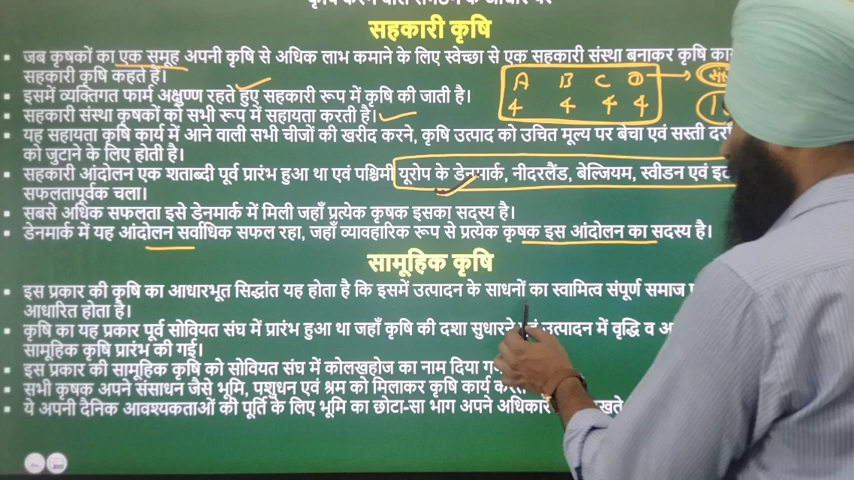 सहकारी कृषि
जब कृषकों का एक समूह अपनी कृषि से अधिक लाभ कमाने के लिए स्वेच्छा से एक सहकारी संस्था बनाकर कृषि
सहकारी कृषि कहते हैं।
इसमें व्यक्तिगत फार्म अक्षुण्ण रहते हुए सहकारी रूप में कृषि की जाती है।
A B C D
सहकारी संस्था कृषकों को सभी रूप में सहायता करती है।
4 4 4 4
यह सहायता कृषि कार्य में आने वाली सभी चीजों की खरीद करने, कृषि उत्पाद को उचित मूल्य पर बेचा एवं सस्ती
को जुटाने के लिए होती है।
सहकारी आंदोलन एक शताब्दी पूर्व प्रारंभ हुआ था एवं पश्चिमी यूरोप के डेनमार्क, नीदरलैंड, बेल्जियम, स्वीडन एवं
सफलतापूर्वक चला।
सबसे अधिक सफलता इसे डेनमार्क में मिली जहाँ प्रत्येक कृषक इसका सदस्य है।
डेनमार्क में यह आंदोलन सर्वाधिक सफल रहा, जहाँ व्यावहारिक रूप से प्रत्येक कृषक इस आंदोलन का सदस्य है।
सामूहिक कृषि
इस प्रकार की कृषि का आधारभूत सिद्धांत यह होता है कि इसमें उत्पादन के साधनों का स्वामित्व संपूर्ण समाज
आधारित होता है।
कृषि का यह प्रकार पूर्व सोवियत संघ में प्रारंभ हुआ था जहाँ कृषि की दशा सुधारने उत्पादन में वृद्धि व
सामूहिक कृषि प्रारंभ की गई।
इस प्रकार की सामूहिक कृषि को सोवियत संघ में कोलखहोज का नाम दिया
सभी कृषक अपने संसाधन जैसे भूमि, पशुधन एवं श्रम को मिलाकर कृषि कार्य
ये अपनी दैनिक आवश्यकताओं की पूर्ति के लिए भूमि का छोटा-सा भाग अपने